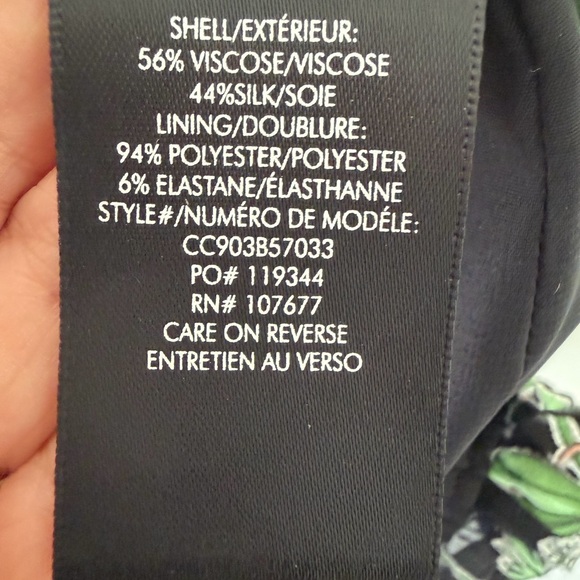 SHELL/EXTÉRIEUR:
56% VISCOSE/VISCOSE
44%SILK/SOIE
LINING/DOUBLURE:
94% POLYESTER/POLYESTER
6% ELASTANE/ÉLASTHANNE
STYLE#/NUMÉRO DE MODÉLE:
CC903B57033
PO# 119344
RN# 107677
CARE ON REVERSE
ENTRETIEN AU VERSO